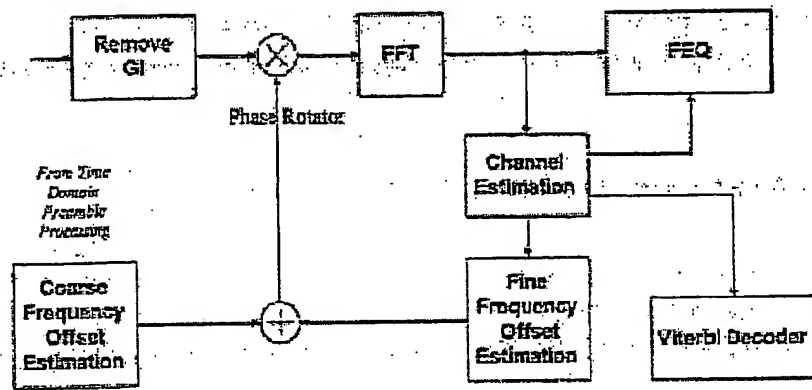 Remove
GI
FFT
FEQ
Phase Rotator
Channel
Estimation
From Time
Domain
Preamble
Processing
Coarse
Frequency
Offset
Estimation
Fine
Frequency
Offset
Estimation
Viterbi Decoder